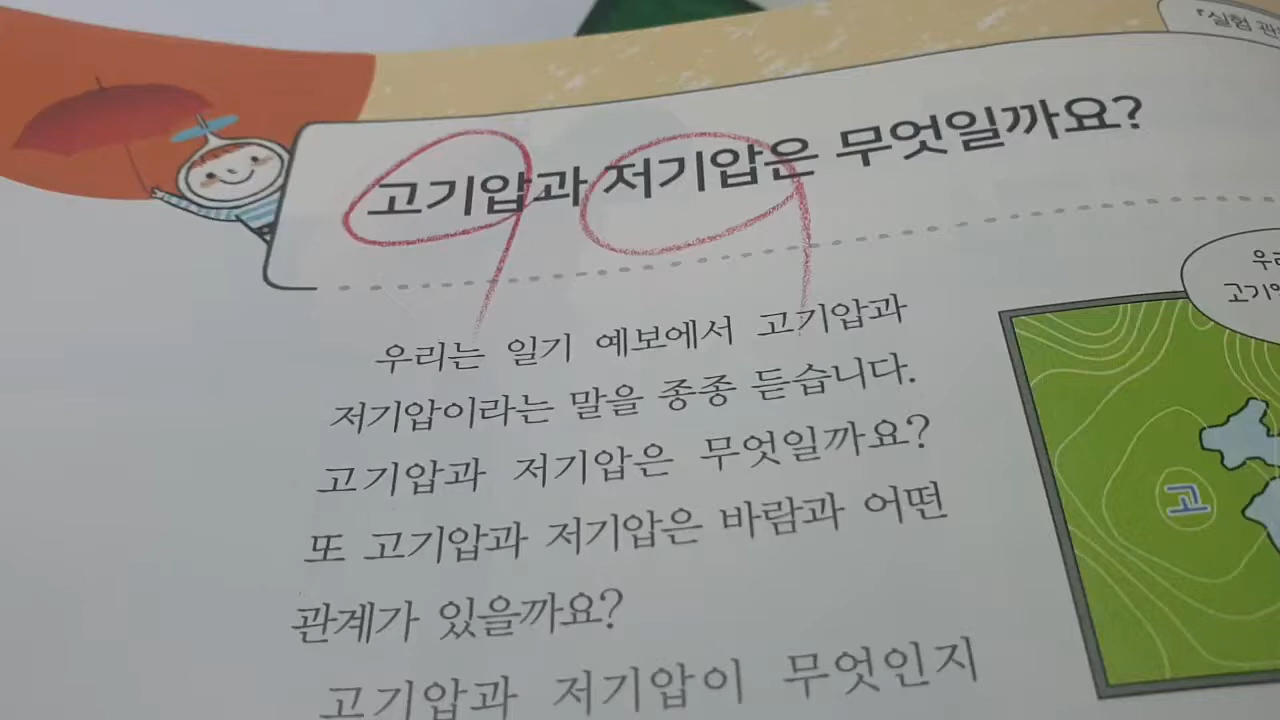 『실험
고기압과 저기압은 무엇일까요?
우리는 일기 예보에서 고기압과
저기압이라는 말을 종종 듣습니다.
고기압과 저기압은 무엇일까요?
또 고기압과 저기압은 바람과 어떤
관계가 있을까요?
고기압과 저기압이 무엇인지
고